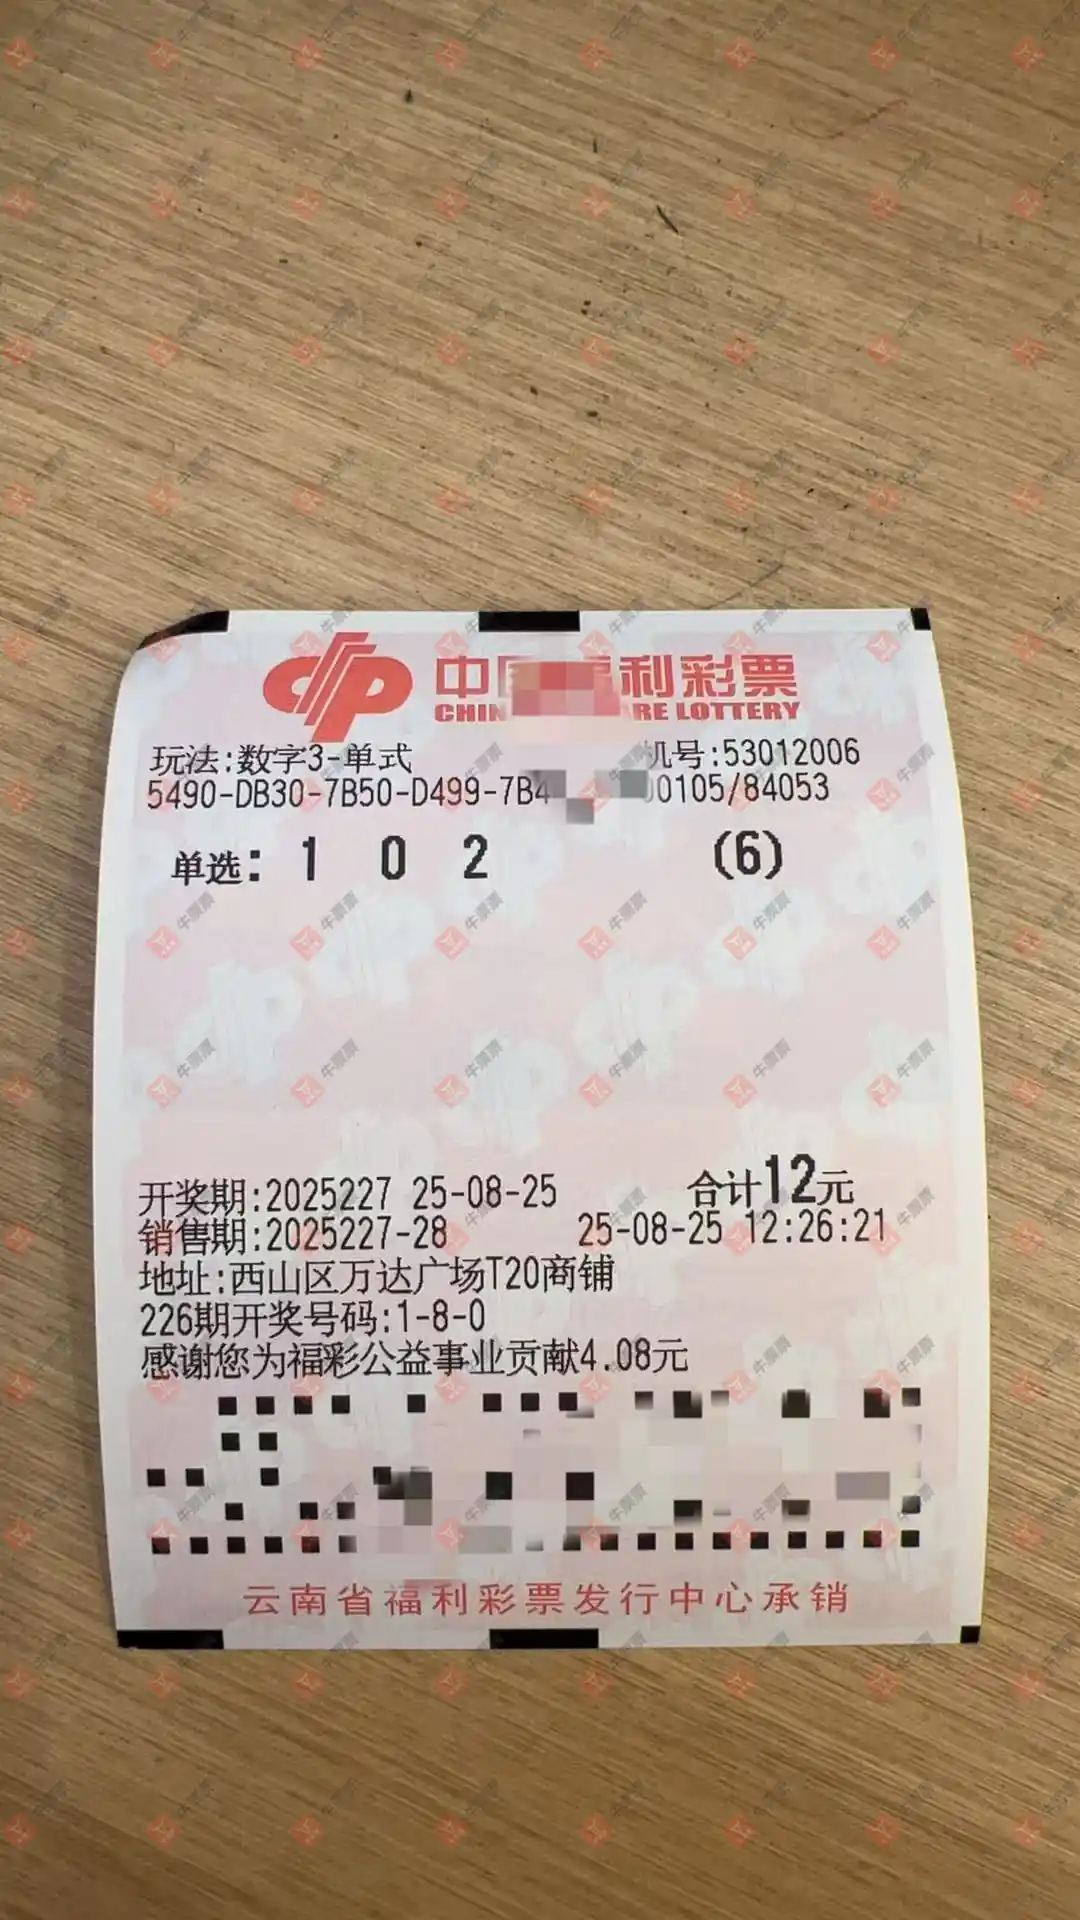 中 利彩票
CHIN RE LOTTERY
玩法:数字3-单式 机号:53012006
5490-DB30-7B50-D499-7B4 00105/84053
单选: 1 0 2 (6)
开奖期:2025227 25-08-25 合计12元
销售期:2025227-28 25-08-25 12:26:21
地址:西山区万达广场T20商铺
226期开奖号码:1-8-0
感谢您为福彩公益事业贡献4.08元
云南省福利彩票发行中心承销
牛票票